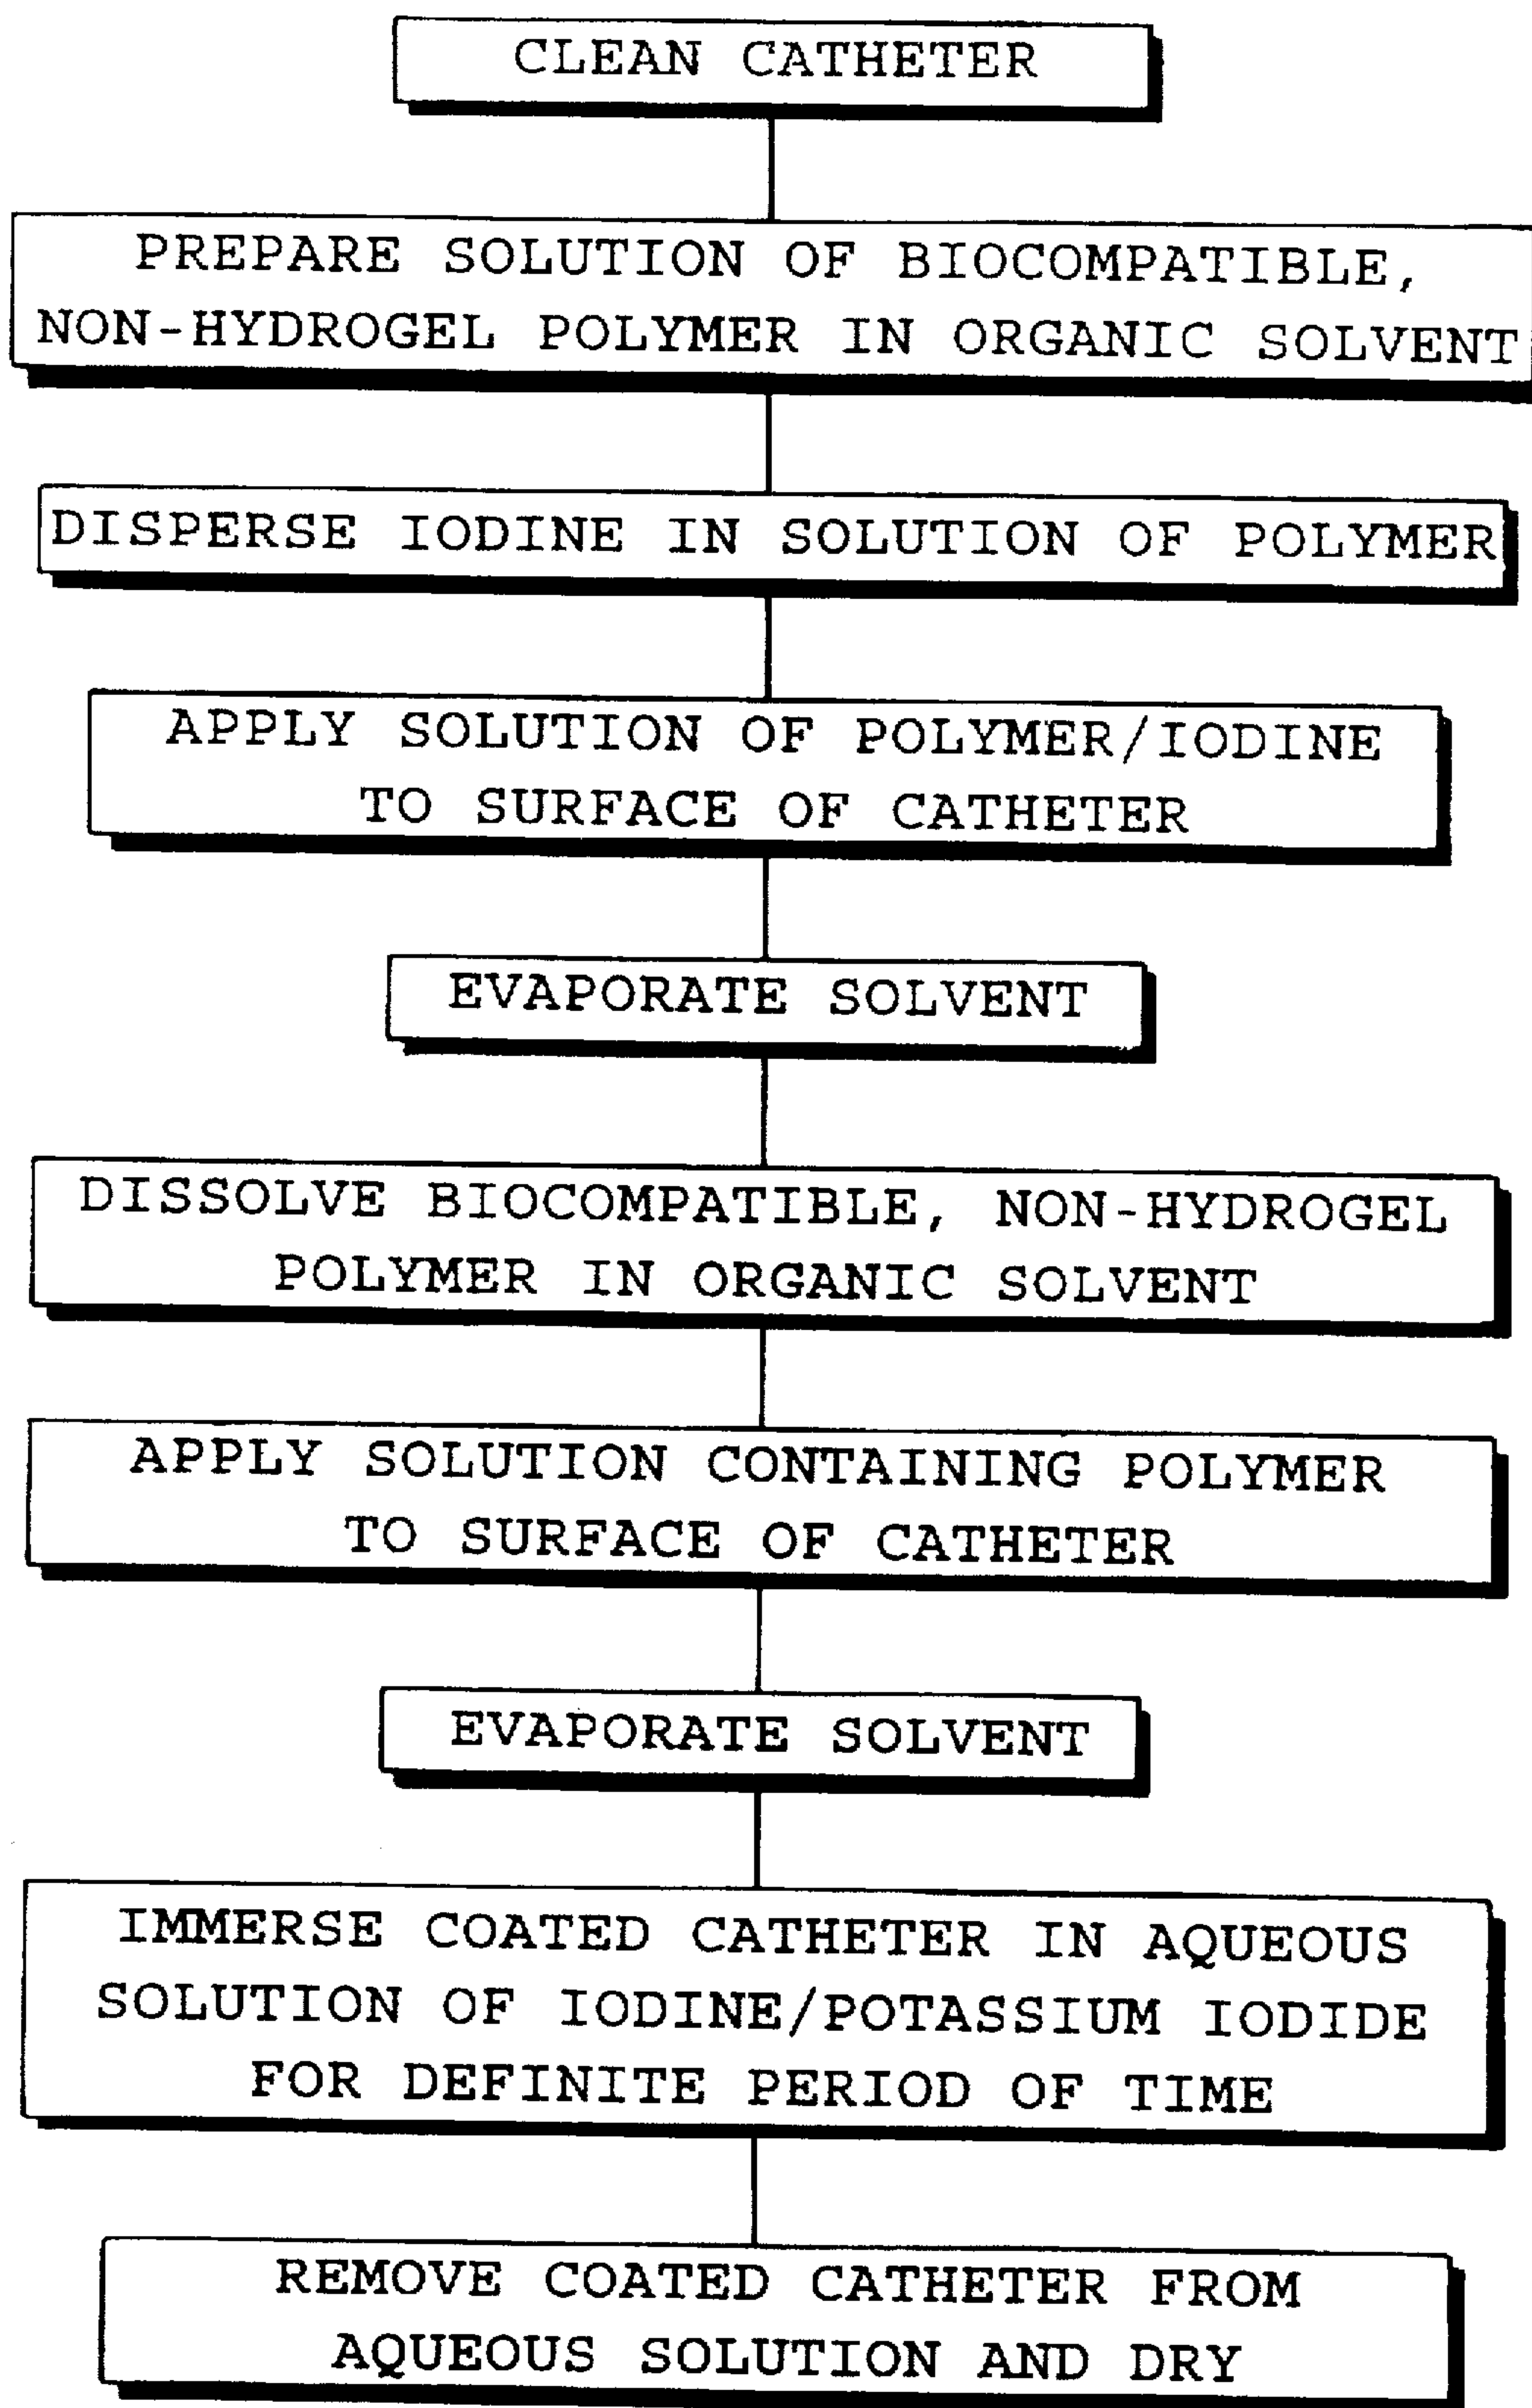 CLEAN CATHETER
PREPARE SOLUTION OF BIOCOMPATIBLE,
NON-HYDROGEL POLYMER IN ORGANIC SOLVENT
DISPERSE IODINE IN SOLUTION OF POLYMER
APPLY SOLUTION OF POLYMER/IODINE
TO SURFACE OF CATHETER
EVAPORATE SOLVENT
DISSOLVE BIOCOMPATIBLE, NON-HYDROGEL
POLYMER IN ORGANIC SOLVENT
APPLY SOLUTION CONTAINING POLYMER
TO SURFACE OF CATHETER
EVAPORATE SOLVENT
IMMERSE COATED CATHETER IN AQUEOUS
SOLUTION OF IODINE/POTASSIUM IODIDE
FOR DEFINITE PERIOD OF TIME
REMOVE COATED CATHETER FROM
AQUEOUS SOLUTION AND DRY